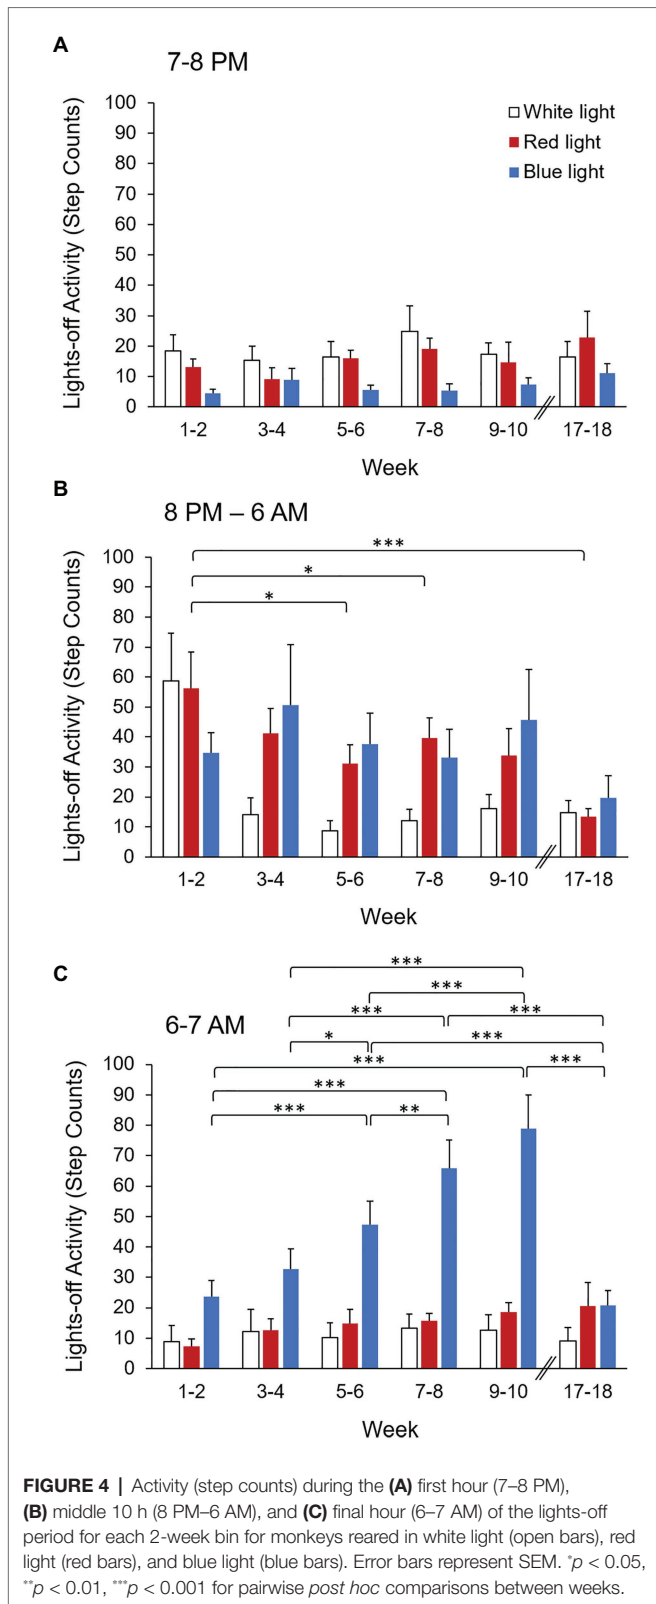 A
7-8 PM
Lights-off Activity (Step Counts)
100
90
80
70
60
50
40
30
20
10
0
White light
Red light
Blue light
1-2 3-4 5-6 7-8 9-10 17-18
Week
B
8 PM – 6 AM
Lights-off Activity (Step Counts)
100
90
80
70
60
50
40
30
20
10
0
***
*
*
1-2 3-4 5-6 7-8 9-10 17-18
Week
C
6-7 AM
Lights-off Activity (Step Counts)
100
90
80
70
60
50
40
30
20
10
0
***
***
*** ***
* ***
*** ***
***
*** **
1-2 3-4 5-6 7-8 9-10 17-18
Week
FIGURE 4 | Activity (step counts) during the (A) first hour (7–8 PM),
(B) middle 10 h (8 PM–6 AM), and (C) final hour (6–7 AM) of the lights-off
period for each 2-week bin for monkeys reared in white light (open bars), red
light (red bars), and blue light (blue bars). Error bars represent SEM. *p < 0.05,
**p < 0.01, ***p < 0.001 for pairwise post hoc comparisons between weeks.